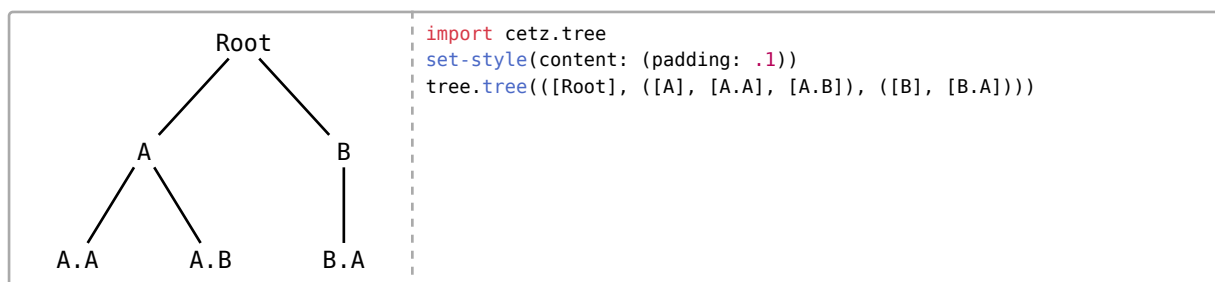 Root
A B
A.A A.B B.A
import cetz.tree
set-style(content: (padding: .1))
tree.tree(([Root], ([A], [A.A], [A.B]), ([B], [B.A])))